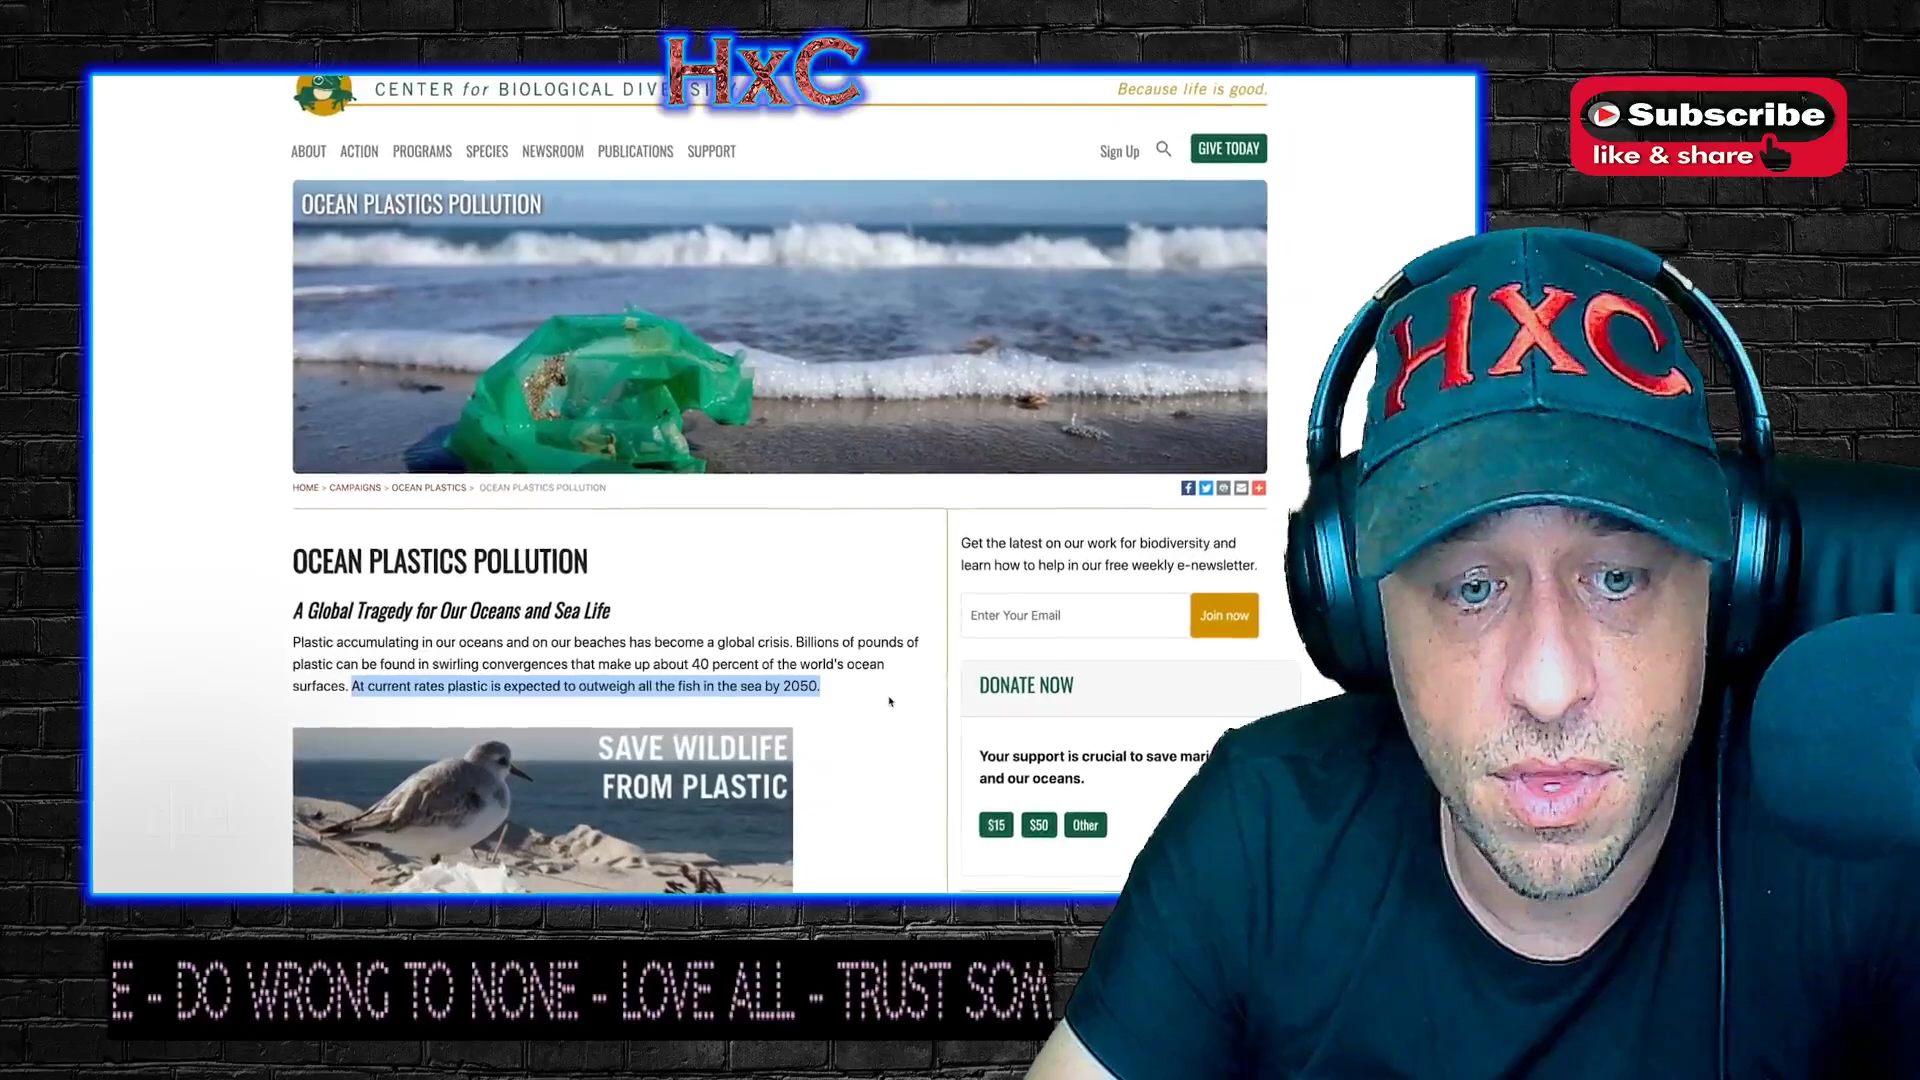 HxC
CENTER for BIOLOGICAL DIVERSITY
Because life is good.
Subscribe
like & share
ABOUT ACTION PROGRAMS SPECIES NEWSROOM PUBLICATIONS SUPPORT
Sign Up
GIVE TODAY
OCEAN PLASTICS POLLUTION
HXC
HOME > CAMPAIGNS > OCEAN PLASTICS > OCEAN PLASTICS POLLUTION
OCEAN PLASTICS POLLUTION
A Global Tragedy for Our Oceans and Sea Life
Plastic accumulating in our oceans and on our beaches has become a global crisis. Billions of pounds of
plastic can be found in swirling convergences that make up about 40 percent of the world's ocean
surfaces. At current rates plastic is expected to outweigh all the fish in the sea by 2050.
SAVE WILDLIFE
FROM PLASTIC
Get the latest on our work for biodiversity and
learn how to help in our free weekly e-newsletter.
Enter Your Email
Join now
DONATE NOW
Your support is crucial to save mari
and our oceans.
$15 $50 Other
E - DO WRONG TO NONE - LOVE ALL - TRUST SOM